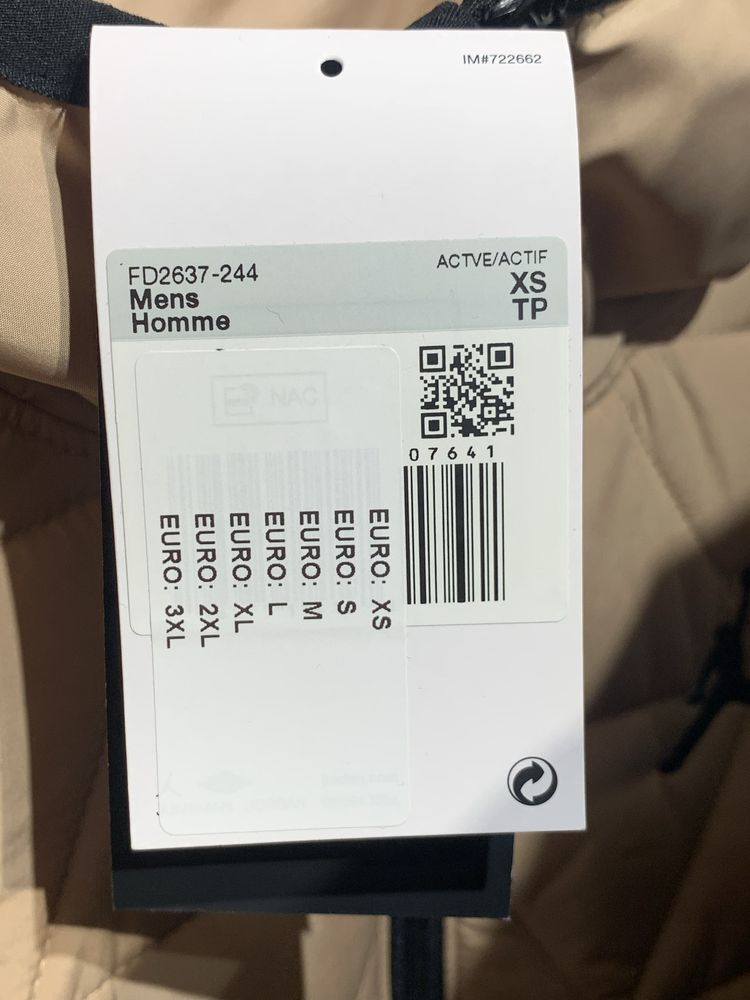 IM#722662
FD2637-244
ACTVE/ACTIF
Mens
XS
Homme
TP
07641
EURO: XS
EURO: S
EURO: M
EURO: L
EURO: XL
EURO: 2XL
EURO: 3XL